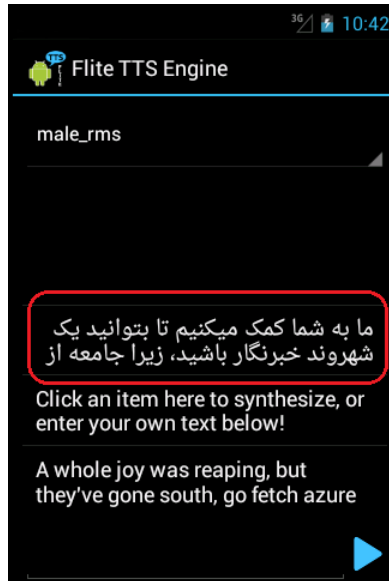 3G 10:42
TTS
Flite TTS Engine
male_rms
ما به شما کمک میکنیم تا بتوانید یک
شهروند خبرنگار باشید، زیرا جامعه از
Click an item here to synthesize, or
enter your own text below!
A whole joy was reaping, but
they've gone south, go fetch azure